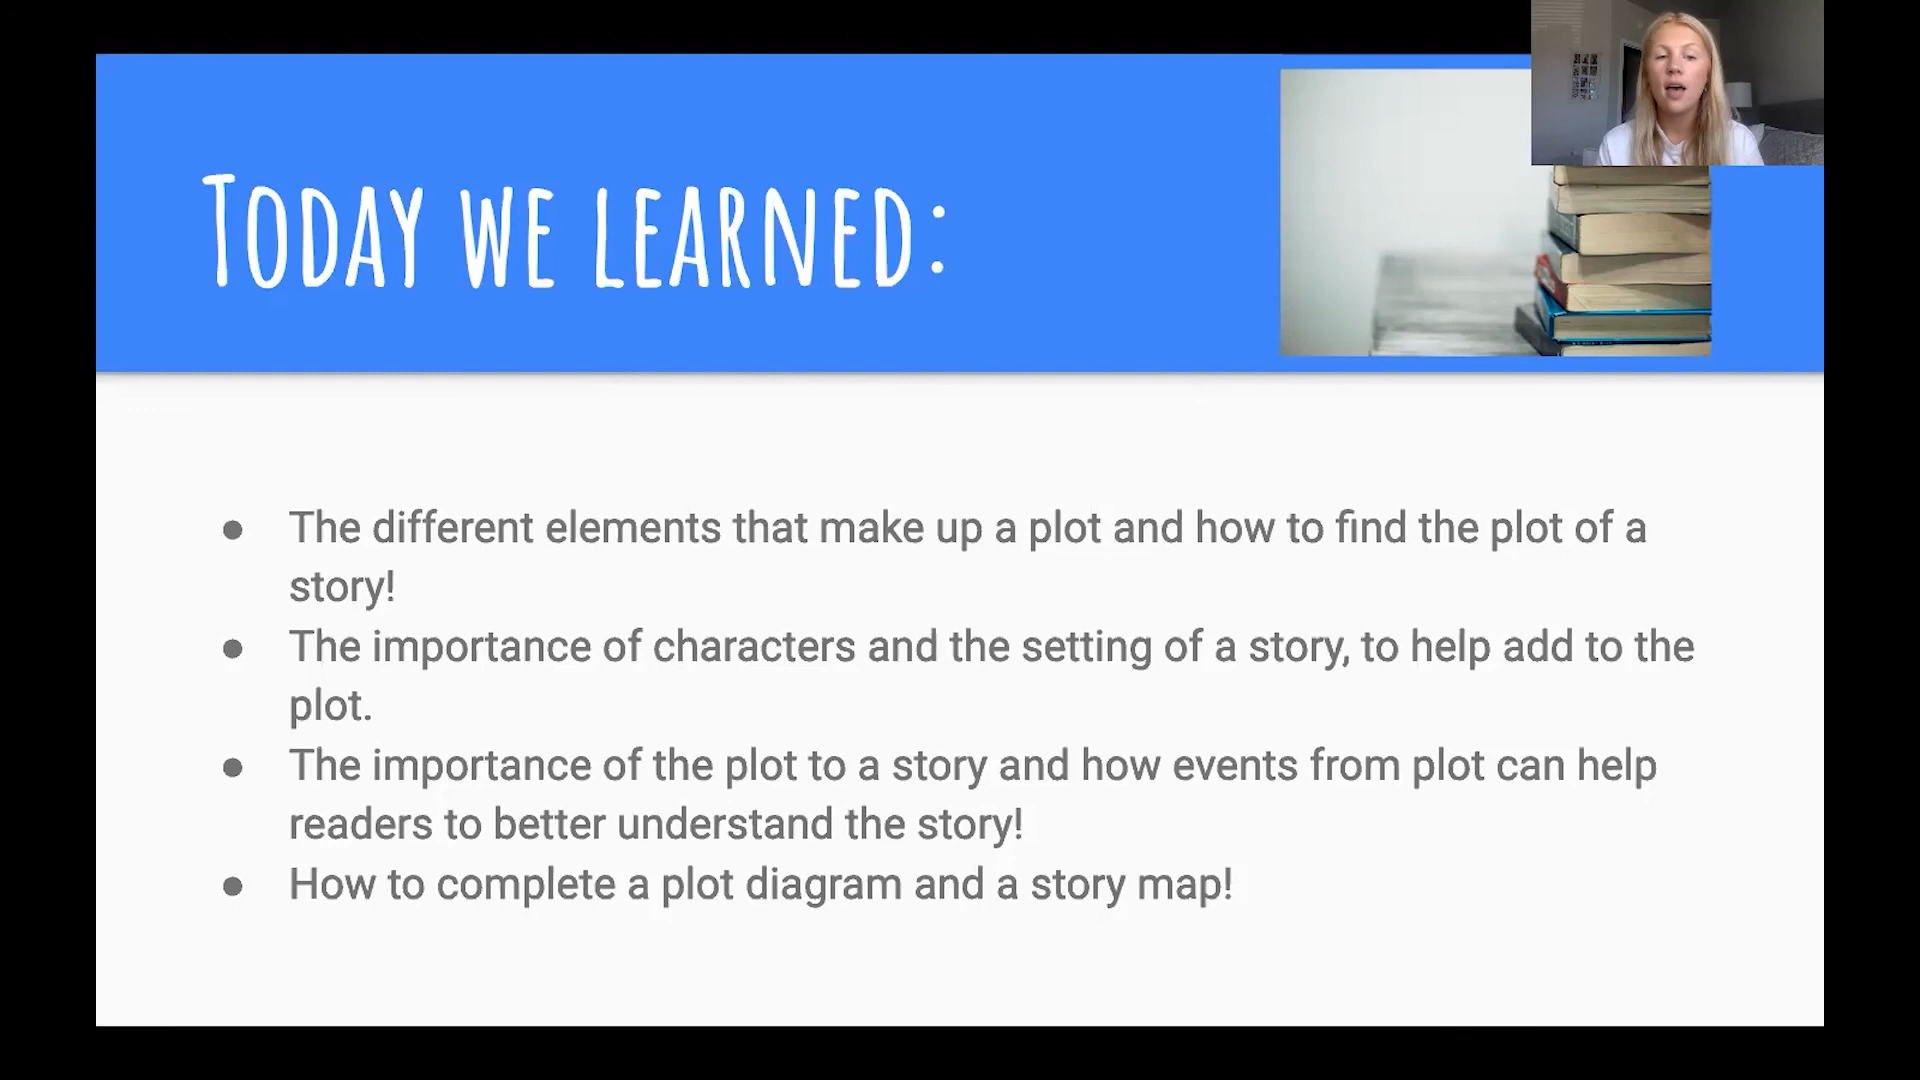 Today we learned:
● The different elements that make up a plot and how to find the plot of a
story!
● The importance of characters and the setting of a story, to help add to the
plot.
● The importance of the plot to a story and how events from plot can help
readers to better understand the story!
● How to complete a plot diagram and a story map!